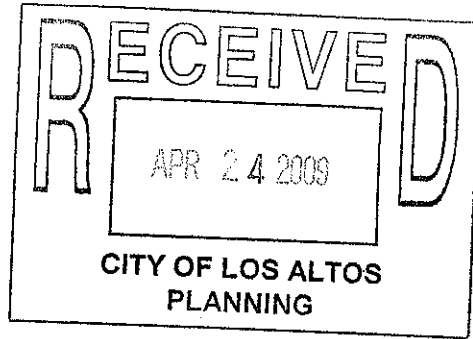 RECEIVED
APR 24 2009
CITY OF LOS ALTOS
PLANNING